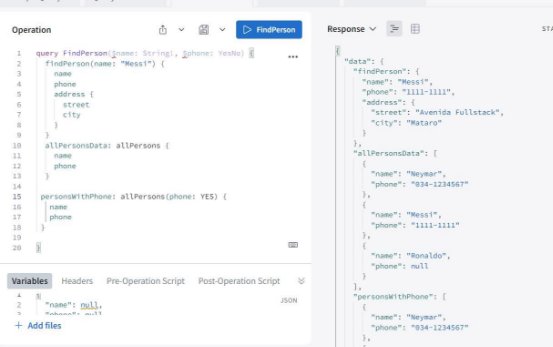 Operation
FindPerson
1 query FindPerson($name: String!, $phone: YesNo) {
2 findPerson(name: "Messi") {
3 name
4 phone
5 address {
6 street
7 city
8 }
9 }
10 allPersonsData: allPersons {
11 name
12 phone
13 }
14
15 personsWithPhone: allPersons(phone: YES) {
16 name
17 phone
18 }
19
20 }
Variables Headers Pre-Operation Script Post-Operation Script
JSON
1 {
2 "name": null,
3 "phone": null
+ Add files
Response
STA
{
"data": {
"findPerson": {
"name": "Messi",
"phone": "1111-1111",
"address": {
"street": "Avenida Fullstack",
"city": "Mataro"
}
},
"allPersonsData": [
{
"name": "Neymar",
"phone": "034-1234567"
},
{
"name": "Messi",
"phone": "1111-1111"
},
{
"name": "Ronaldo",
"phone": null
}
],
"personsWithPhone": [
{
"name": "Neymar",
"phone": "034-1234567"
},